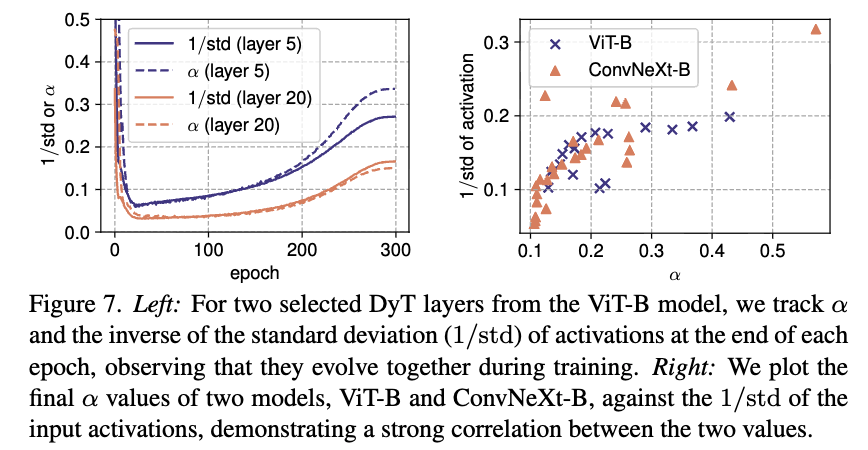 0.5
0.4
0.3
0.2
0.1
0.0
1/std or α
1/std (layer 5)
α (layer 5)
1/std (layer 20)
α (layer 20)
0
100
200
300
epoch
0.3
0.2
0.1
1/std of activation
ViT-B
ConvNeXt-B
0.1
0.2
0.3
0.4
0.5
α
Figure 7. Left: For two selected DyT layers from the ViT-B model, we track α
and the inverse of the standard deviation (1/std) of activations at the end of each
epoch, observing that they evolve together during training. Right: We plot the
final α values of two models, ViT-B and ConvNeXt-B, against the 1/std of the
input activations, demonstrating a strong correlation between the two values.